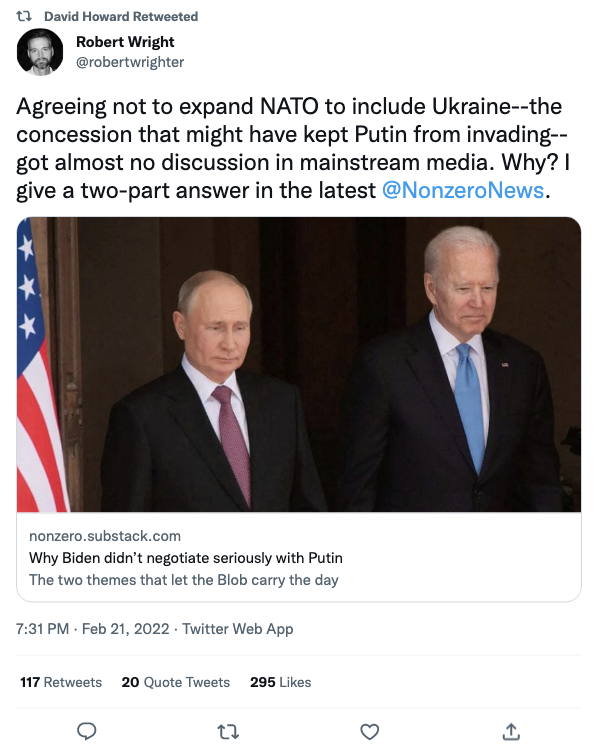 David Howard Retweeted
Robert Wright
@robertwrighter
Agreeing not to expand NATO to include Ukraine--the
concession that might have kept Putin from invading--
got almost no discussion in mainstream media. Why? I
give a two-part answer in the latest @NonzeroNews.
nonzero.substack.com
Why Biden didn’t negotiate seriously with Putin
The two themes that let the Blob carry the day
7:31 PM · Feb 21, 2022 · Twitter Web App
117 Retweets 20 Quote Tweets 295 Likes